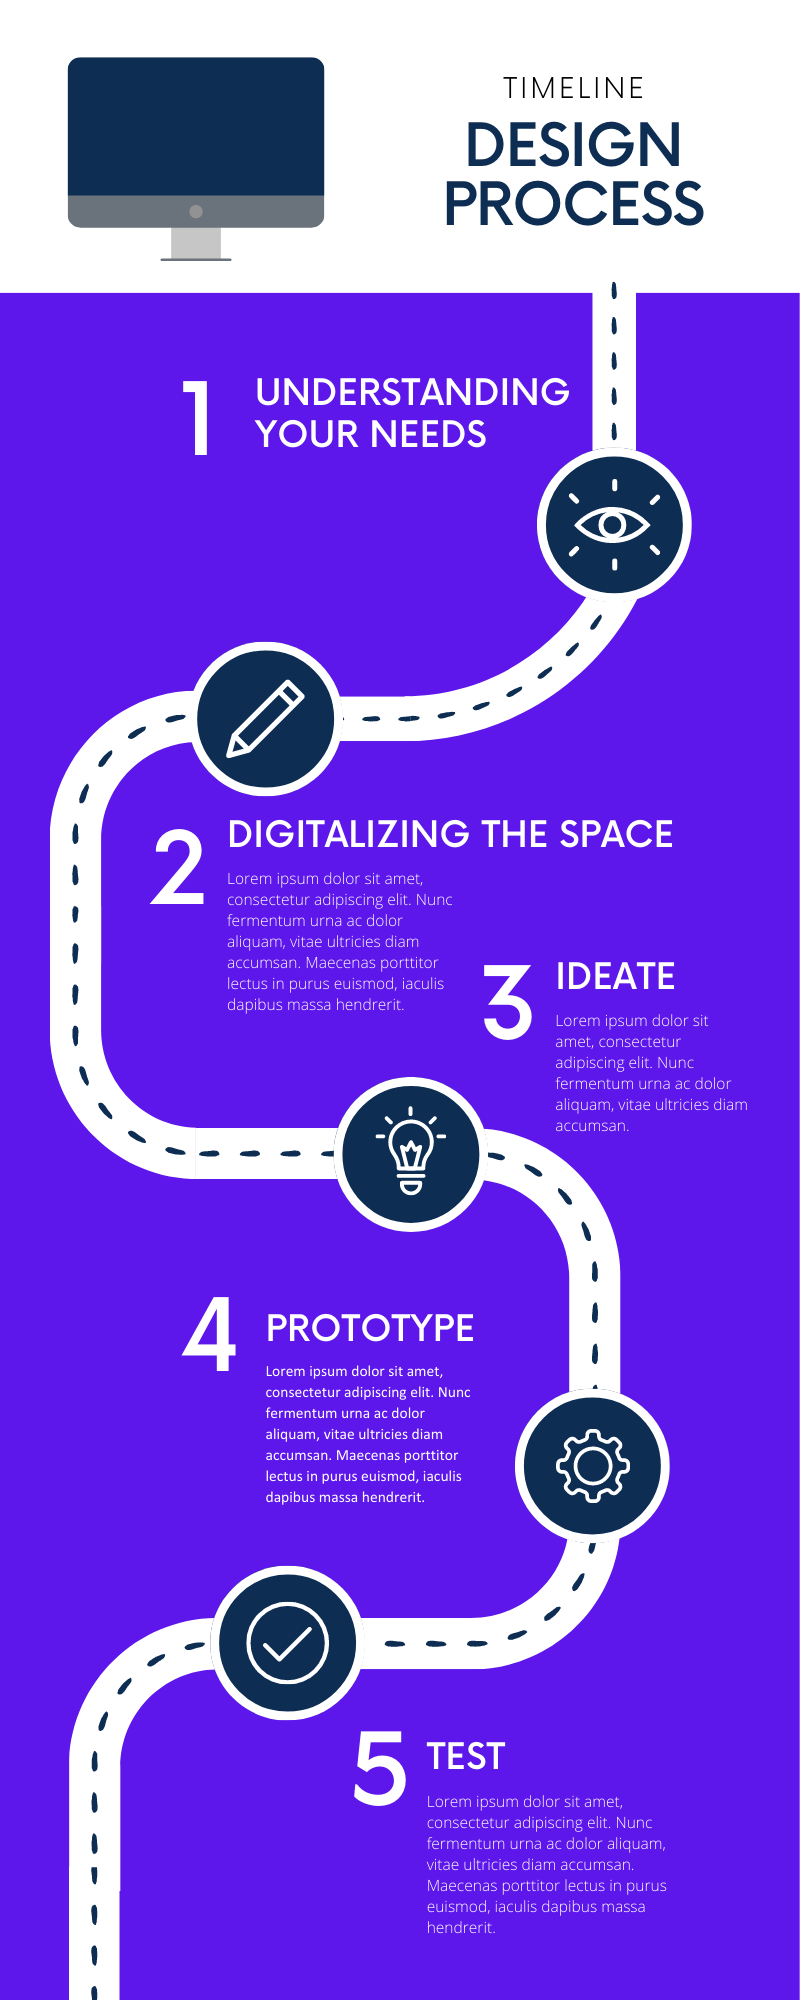 TIMELINE
DESIGN
PROCESS
1
UNDERSTANDING
YOUR NEEDS
2
DIGITALIZING THE SPACE
Lorem ipsum dolor sit amet,
consectetur adipiscing elit. Nunc
fermentum urna ac dolor
aliquam, vitae ultricies diam
accumsan. Maecenas porttitor
lectus in purus euismod, iaculis
dapibus massa hendrerit.
3
IDEATE
Lorem ipsum dolor sit
amet, consectetur
adipiscing elit. Nunc
fermentum urna ac dolor
aliquam, vitae ultricies diam
accumsan.
4
PROTOTYPE
Lorem ipsum dolor sit amet,
consectetur adipiscing elit. Nunc
fermentum urna ac dolor
aliquam, vitae ultricies diam
accumsan. Maecenas porttitor
lectus in purus euismod, iaculis
dapibus massa hendrerit.
5
TEST
Lorem ipsum dolor sit amet,
consectetur adipiscing elit. Nunc
fermentum urna ac dolor aliquam,
vitae ultricies diam accumsan.
Maecenas porttitor lectus in purus
euismod, iaculis dapibus massa
hendrerit.